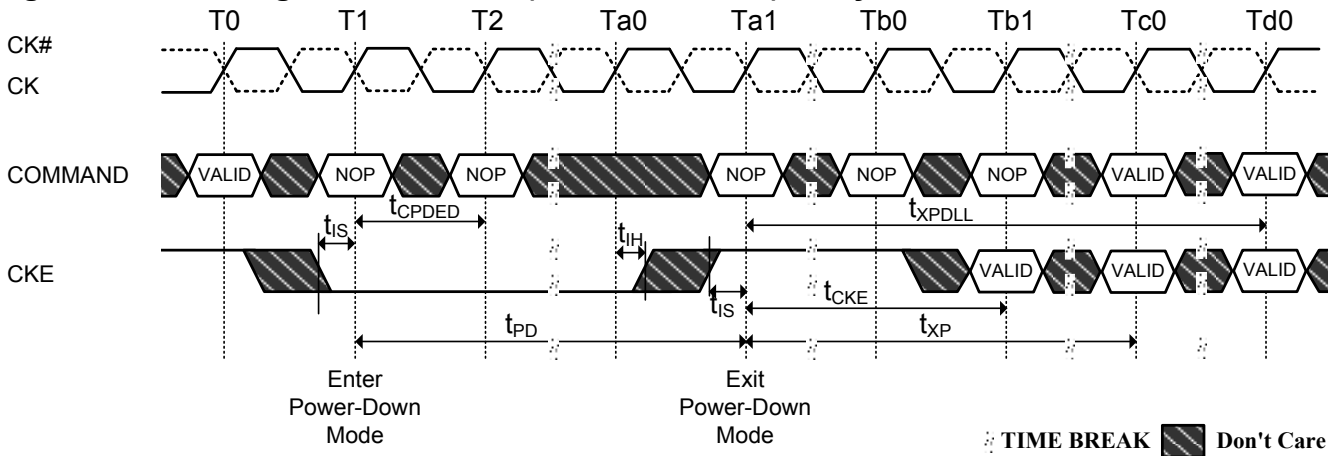 T0 T1 T2 Ta0 Ta1 Tb0 Tb1 Tc0 Td0
CK#
CK
COMMAND VALID NOP NOP NOP NOP NOP VALID VALID
tCPDED tXPDLL
tIS tIH
CKE VALID VALID VALID
tIS tCKE
tPD tXP
Enter
Power-Down
Mode
Exit
Power-Down
Mode
TIME BREAK Don't Care